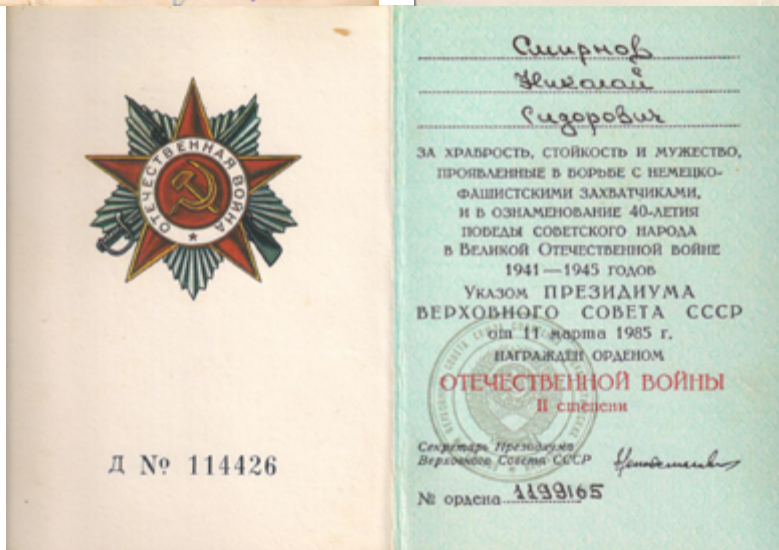 ОТЕЧЕСТВЕННАЯ ВОЙНА
Д № 114426
Смирнов
Николай
Сидорович
ЗА ХРАБРОСТЬ, СТОЙКОСТЬ И МУЖЕСТВО,
ПРОЯВЛЕННЫЕ В БОРЬБЕ С НЕМЕЦКО-
ФАШИСТСКИМИ ЗАХВАТЧИКАМИ,
И В ОЗНАМЕНОВАНИЕ 40-ЛЕТИЯ
ПОБЕДЫ СОВЕТСКОГО НАРОДА
В ВЕЛИКОЙ ОТЕЧЕСТВЕННОЙ ВОЙНЕ
1941—1945 ГОДОВ
УКАЗОМ ПРЕЗИДИУМА
ВЕРХОВНОГО СОВЕТА СССР
от 11 марта 1985 г.
НАГРАЖДЕН ОРДЕНОМ
ОТЕЧЕСТВЕННОЙ ВОЙНЫ
II степени
Секретарь Президиума
Верховного Совета СССР
№ ордена 1199165